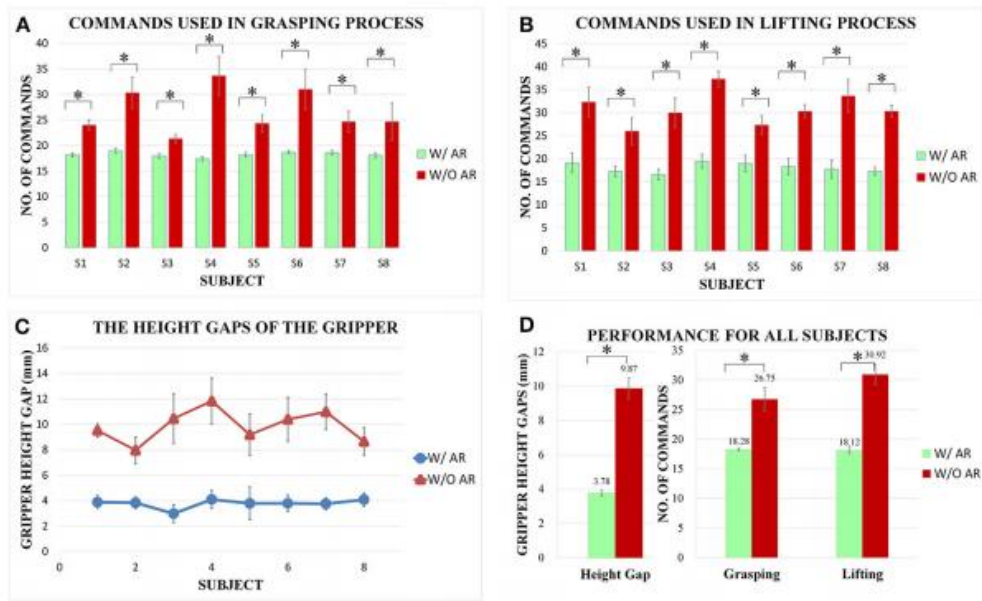 A
COMMANDS USED IN GRASPING PROCESS
NO. OF COMMANDS
40
35
30
25
20
15
10
5
0
* * * * * * * *
S1 S2 S3 S4 S5 S6 S7 S8
SUBJECT
W/ AR
W/O AR
B
COMMANDS USED IN LIFTING PROCESS
NO. OF COMMANDS
45
40
35
30
25
20
15
10
5
0
* * * * * * * *
S1 S2 S3 S4 S5 S6 S7 S8
SUBJECT
W/ AR
W/O AR
C
THE HEIGHT GAPS OF THE GRIPPER
GRIPPER HEIGHT GAP (mm)
16
14
12
10
8
6
4
2
0
0 2 4 6 8
SUBJECT
W/ AR
W/O AR
D
PERFORMANCE FOR ALL SUBJECTS
GRIPPER HEIGHT GAPS (mm)
12
10
8
6
4
2
0
*
9.87
3.78
Height Gap
NO. OF COMMANDS
35
30
25
20
15
10
5
0
*
26.75
18.28
Grasping
*
30.92
18.12
Lifting
W/ AR
W/O AR